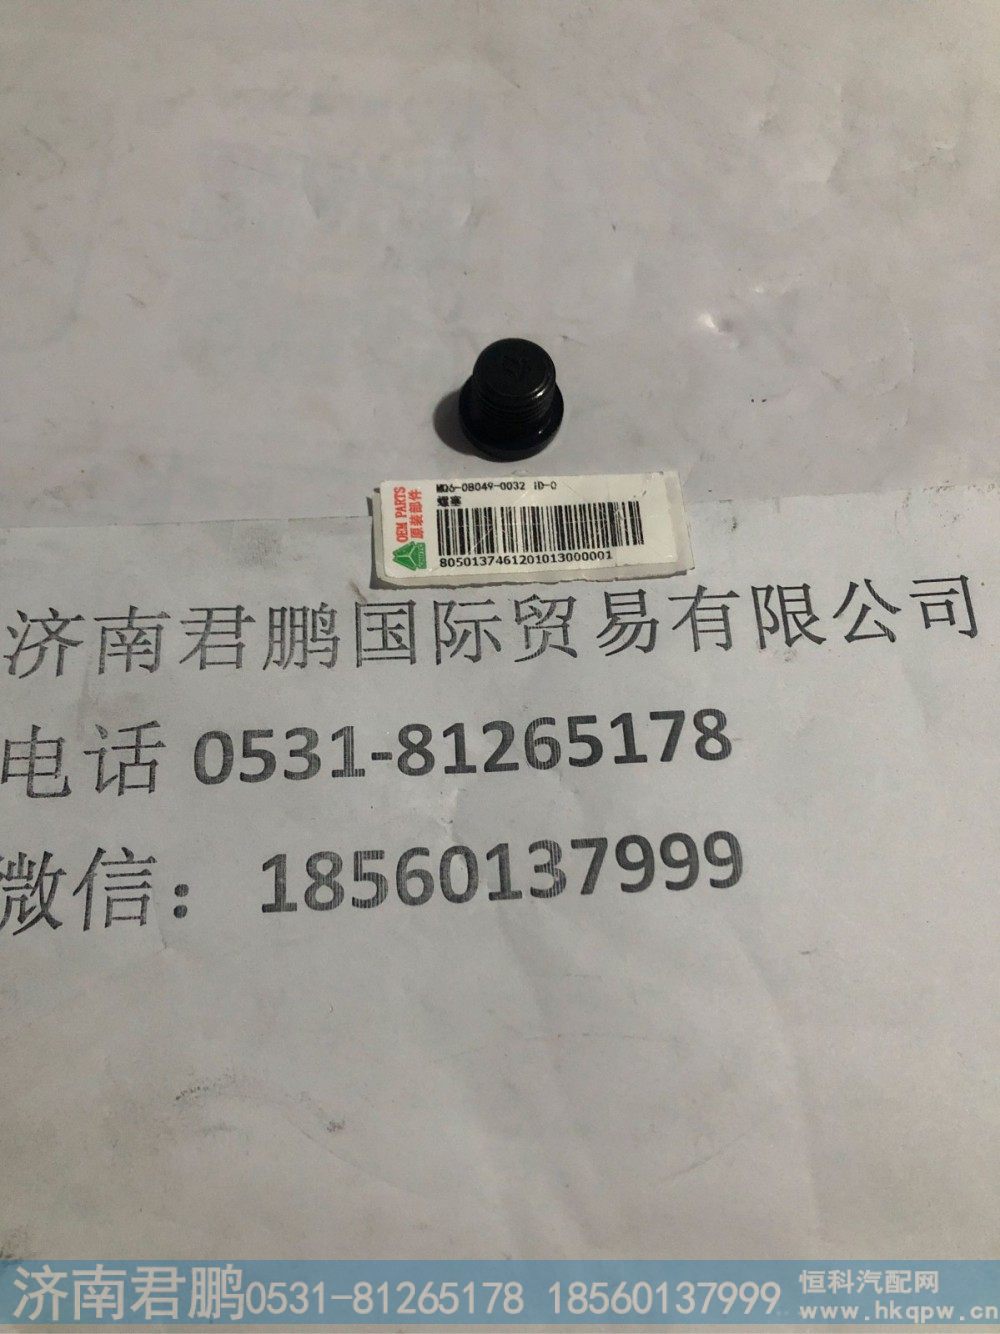 MQ6-08049-0032 ID-0
螺塞
OEM PARTS
原装部件
8050137461201013000001
济南君鹏国际贸易有限公司
电话 0531-81265178
微信: 18560137999
济南君鹏0531-81265178 18560137999
恒科汽配网
www.hkqpw.cn